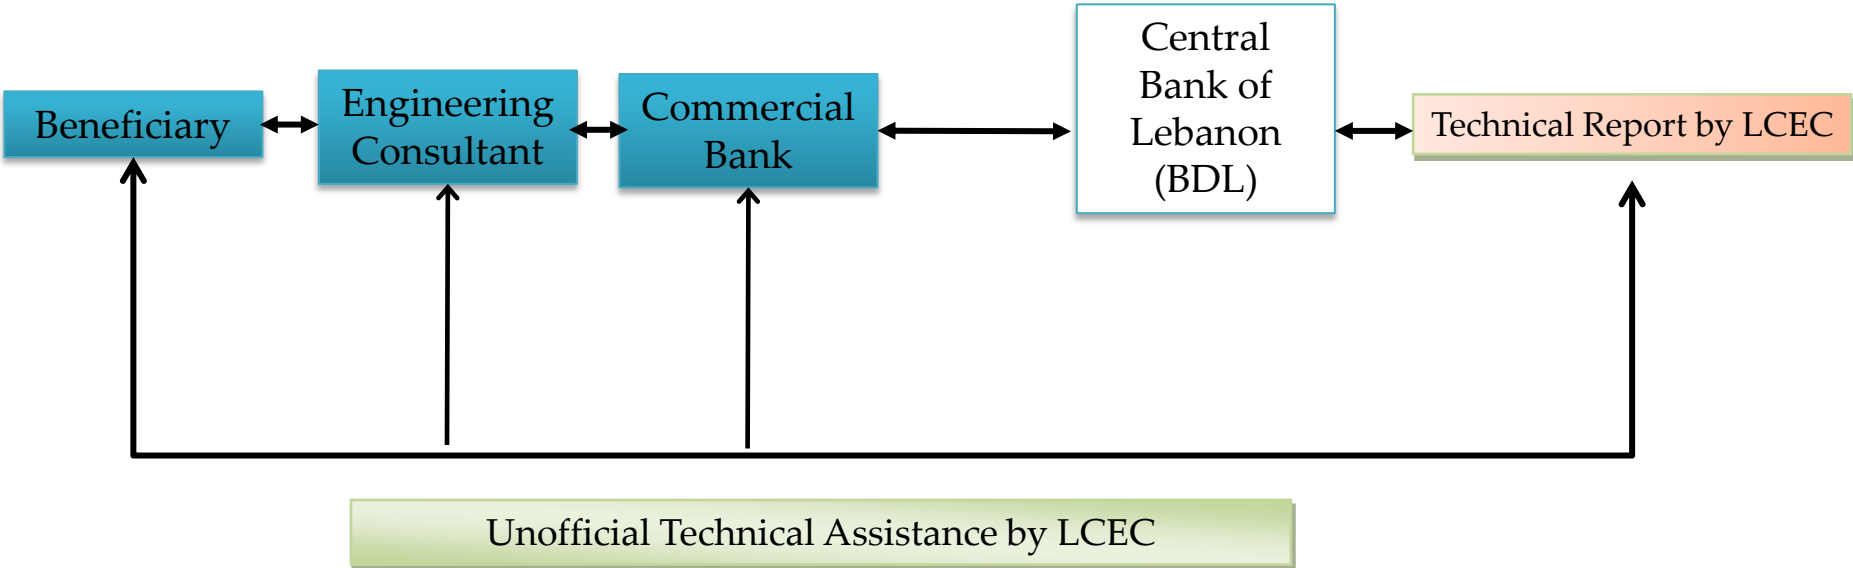 Beneficiary
Engineering
Consultant
Commercial
Bank
Central
Bank of
Lebanon
(BDL)
Technical Report by LCEC
Unofficial Technical Assistance by LCEC